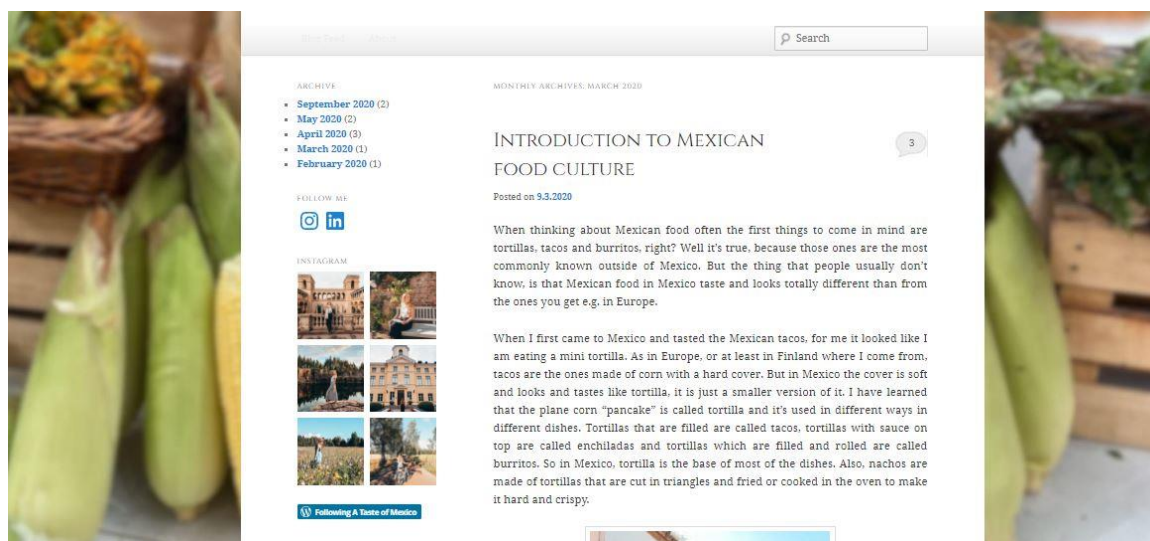 Search
ARCHIVE
September 2020 (2)
May 2020 (2)
April 2020 (3)
March 2020 (1)
February 2020 (1)
FOLLOW ME
INSTAGRAM
Following A Taste of Mexico
MONTHLY ARCHIVES: MARCH 2020
INTRODUCTION TO MEXICAN
FOOD CULTURE
3
Posted on 9.3.2020
When thinking about Mexican food often the first things to come in mind are
tortillas, tacos and burritos, right? Well it's true, because those ones are the most
commonly known outside of Mexico. But the thing that people usually don't
know, is that Mexican food in Mexico taste and looks totally different than from
the ones you get e.g. in Europe.
When I first came to Mexico and tasted the Mexican tacos, for me it looked like I
am eating a mini tortilla. As in Europe, or at least in Finland where I come from,
tacos are the ones made of corn with a hard cover. But in Mexico the cover is soft
and looks and tastes like tortilla, it is just a smaller version of it. I have learned
that the plane corn “pancake” is called tortilla and it's used in different ways in
different dishes. Tortillas that are filled are called tacos, tortillas with sauce on
top are called enchiladas and tortillas which are filled and rolled are called
burritos. So in Mexico, tortilla is the base of most of the dishes. Also, nachos are
made of tortillas that are cut in triangles and fried or cooked in the oven to make
it hard and crispy.